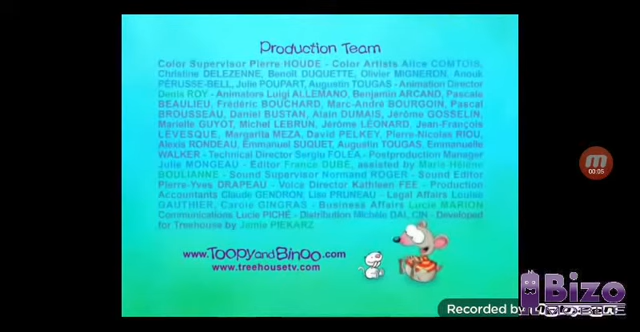 Production Team
Color Supervisor Pierre HOUDE - Color Artists Alice COMTOIS,
Christine DELEZENNE, Benoît DUQUETTE, Olivier MIGNERON, Anouk
PÉRUSSE-BELL, Julie POUPART, Augustin TOUGAS - Animation Director
Denis ROY - Animators Luigi ALLEMANO, Benjamin ARCAND, Pascale
BEAULIEU, Frédéric BOUCHARD, Marc-André BOURGOIN, Pascal
BROUSSEAU, Daniel BUSTAN, Alain DUMAIS, Jérôme GOSSELIN,
Marielle GUYOT, Michel LEBRUN, Jérôme LÉONARD, Jean-François
LÉVESQUE, Margarita MEZA, David PELKEY, Pierre-Nicolas RIOU,
Alexis RONDEAU, Emmanuel SUQUET, Augustin TOUGAS, Emmanuelle
WALKER - Technical Director Sergiu FOLEA - Postproduction Manager
Julie MONGEAU - Editor France DUBÉ, assisted by Marie Hélène
BOULIANNE - Sound Supervisor Normand ROGER - Sound Editor
Pierre-Yves DRAPEAU - Voice Director Kathleen FEE - Production
Accountants Claude GENDRON, Lisa PRUNEAU - Legal Affairs Louise
GAUTHIER, Carole GINGRAS - Business Affairs Lucie MARION
Communications Lucie PICHÉ - Distribution Michèle DAL CIN - Developed
for Treehouse by Jamie PIEKARZ
www.ToopyandBinoo.com
www.treehousetv.com
00:05
Bizo
Recorded by